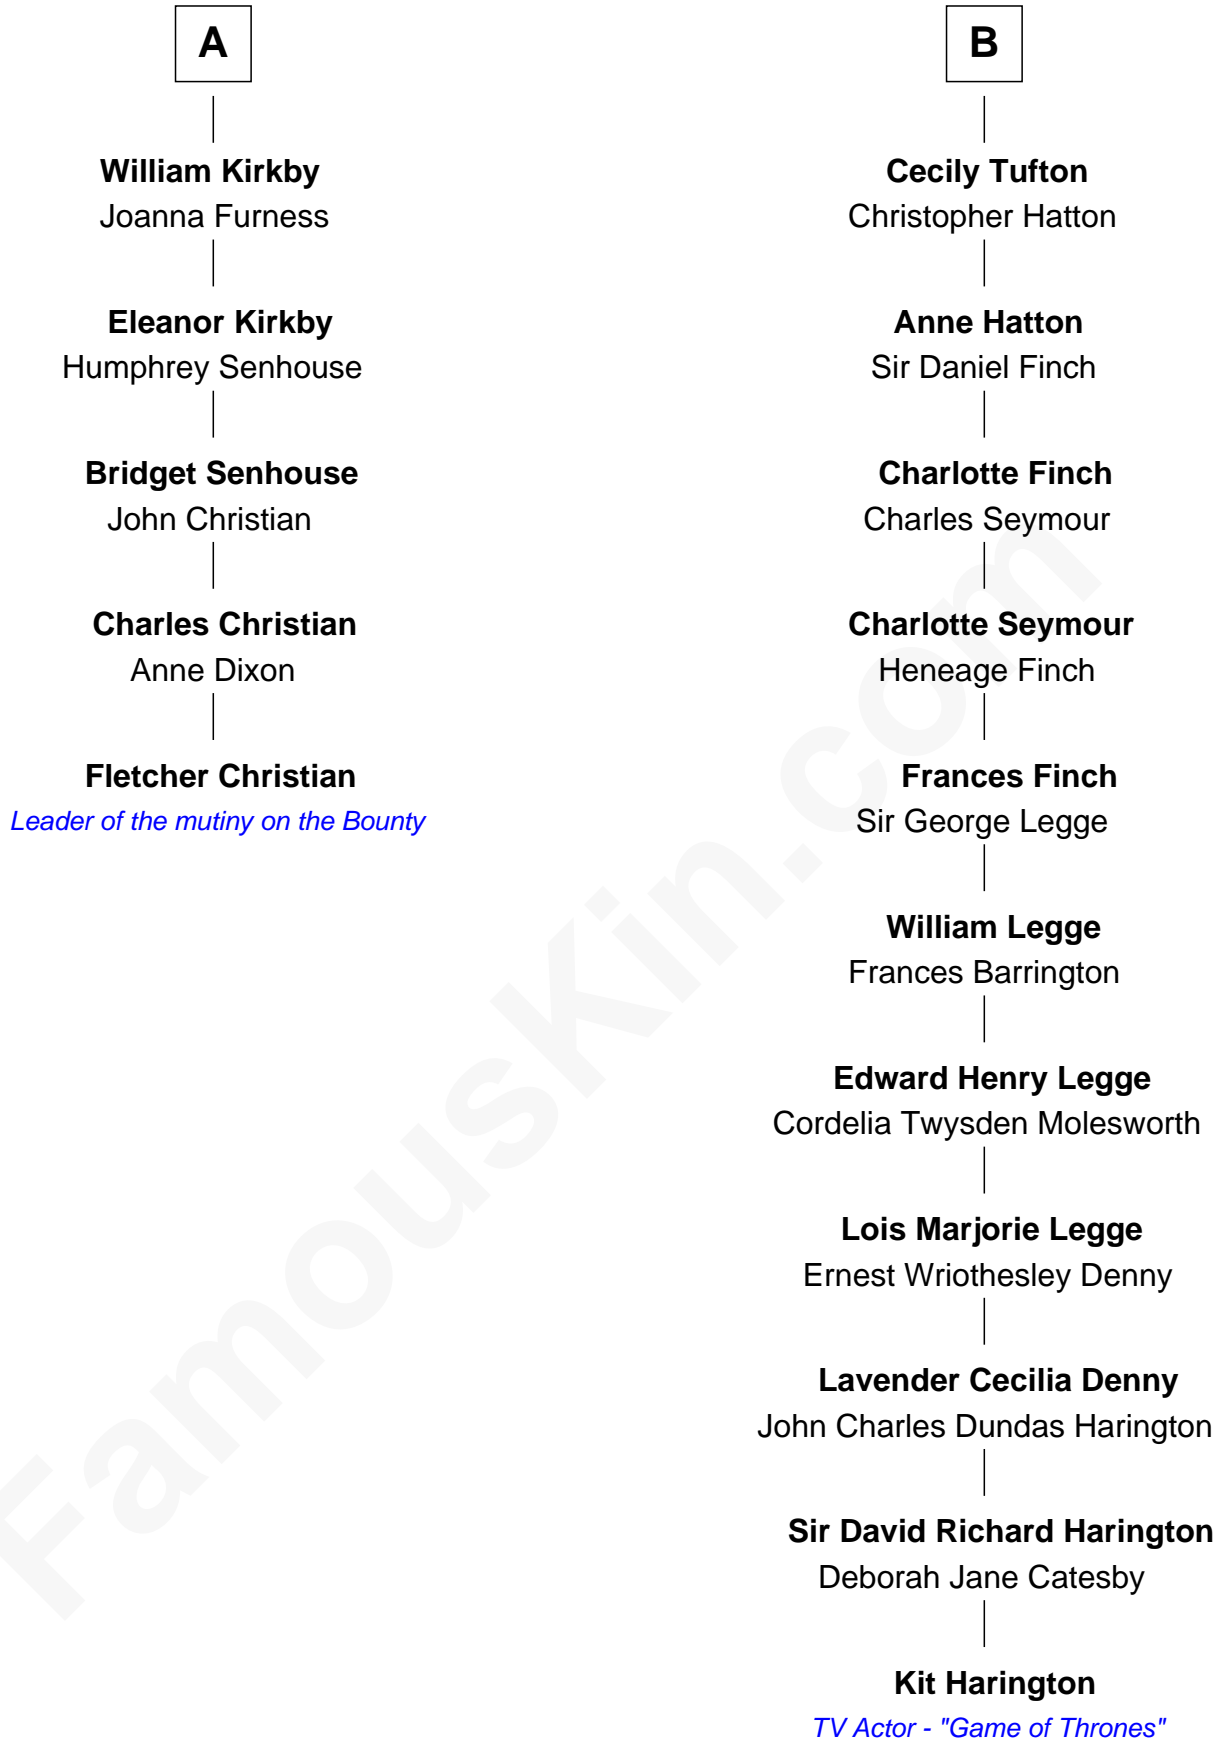 A
William Kirkby
Joanna Furness
Eleanor Kirkby
Humphrey Senhouse
Bridget Senhouse
John Christian
Charles Christian
Anne Dixon
Fletcher Christian
Leader of the mutiny on the Bounty
B
Cecily Tufton
Christopher Hatton
Anne Hatton
Sir Daniel Finch
Charlotte Finch
Charles Seymour
Charlotte Seymour
Heneage Finch
Frances Finch
Sir George Legge
William Legge
Frances Barrington
Edward Henry Legge
Cordelia Twysden Molesworth
Lois Marjorie Legge
Ernest Wriothesley Denny
Lavender Cecilia Denny
John Charles Dundas Harington
Sir David Richard Harington
Deborah Jane Catesby
Kit Harington
TV Actor - "Game of Thrones"
FamousKin.com